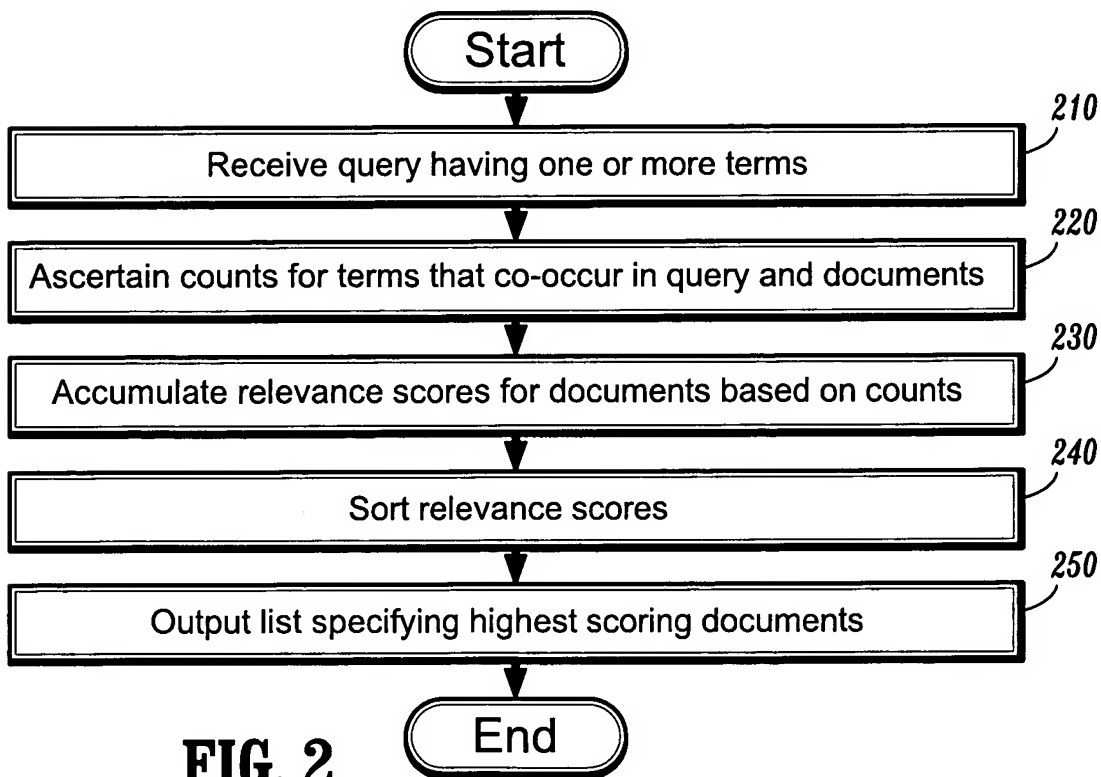 Start
210
Receive query having one or more terms
220
Ascertain counts for terms that co-occur in query and documents
230
Accumulate relevance scores for documents based on counts
240
Sort relevance scores
250
Output list specifying highest scoring documents
End
FIG. 2